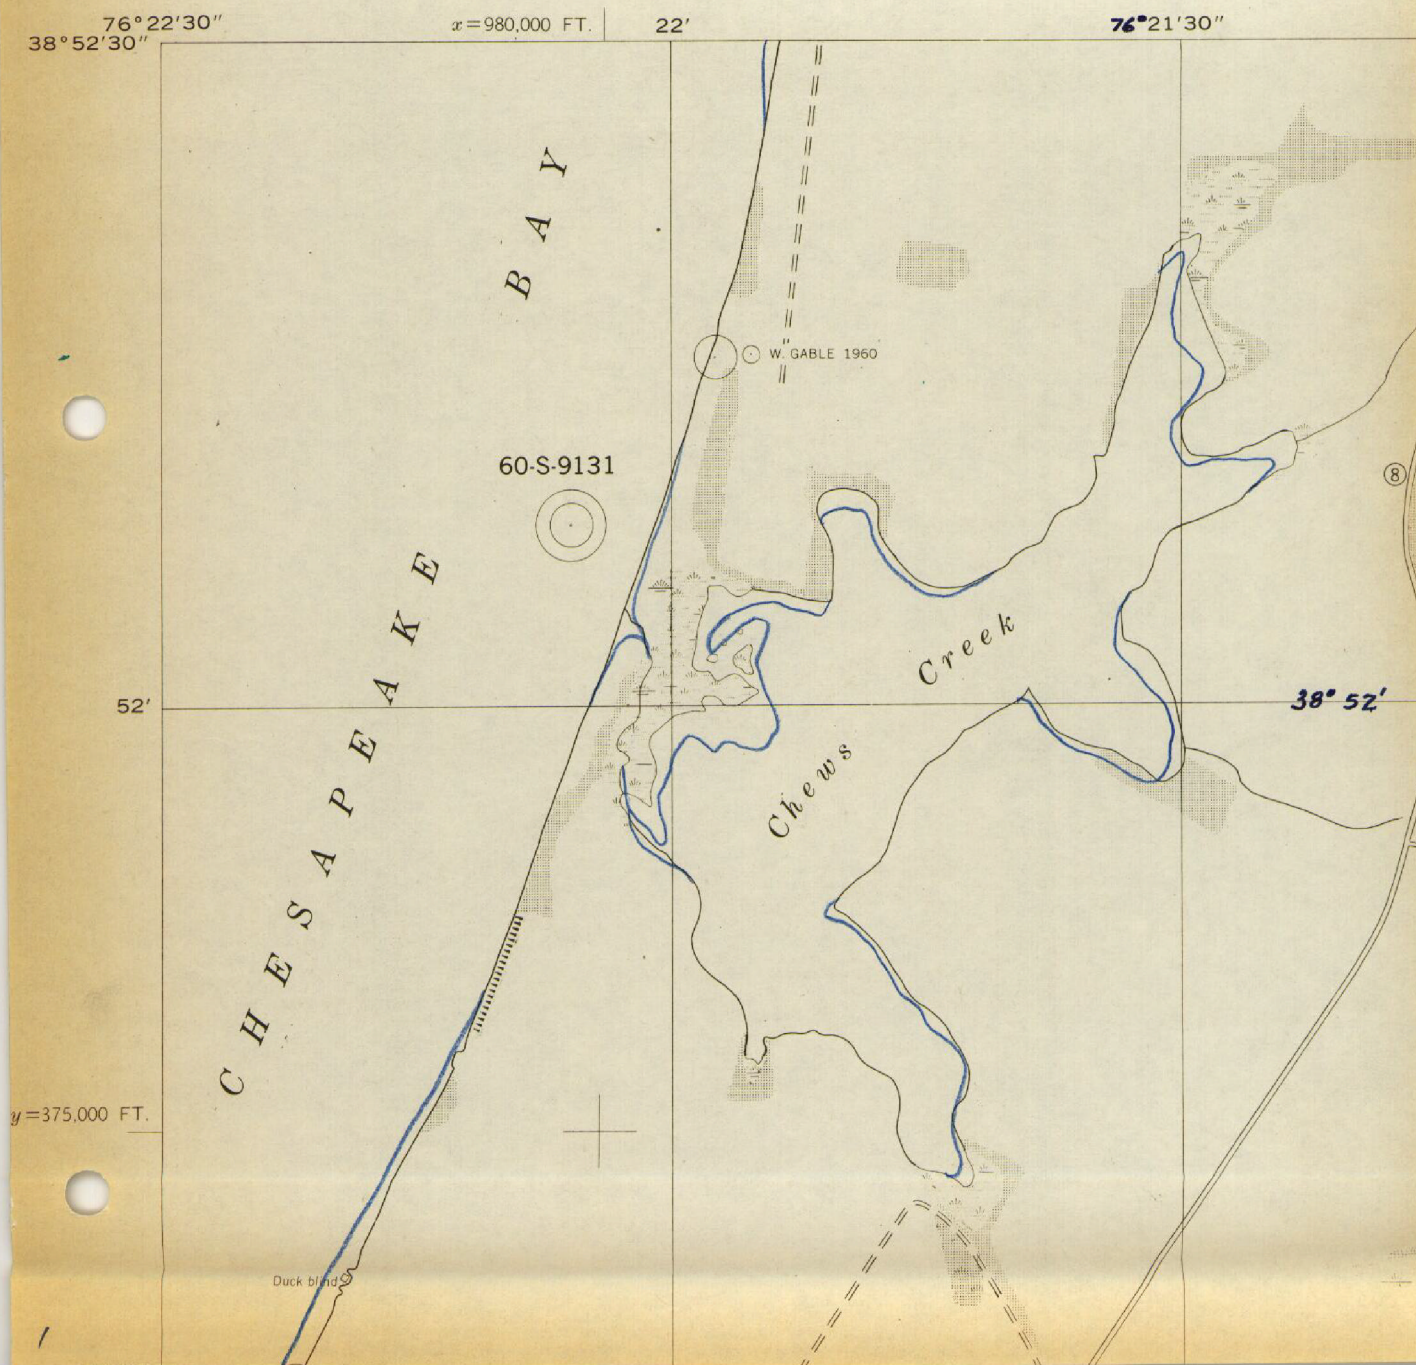 76°22'30" x=980,000 FT. 22' 76°21'30"
38°52'30"
CHESAPEAKE BAY
W. GABLE 1960
60-S-9131
8
Chews Creek
52'
38° 52'
y=375,000 FT.
Duck blind
1